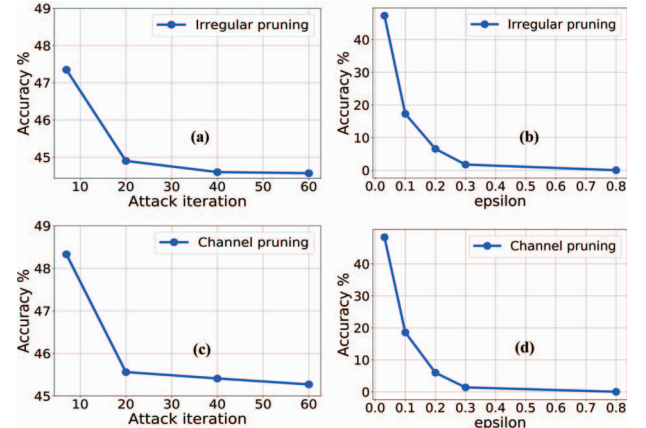 49
48
47
46
45
Accuracy %
Irregular pruning
(a)
10 20 30 40 50 60
Attack iteration
40
30
20
10
0
Accuracy %
Irregular pruning
(b)
0.0 0.1 0.2 0.3 0.4 0.5 0.6 0.7 0.8
epsilon
49
48
47
46
45
Accuracy %
Channel pruning
(c)
10 20 30 40 50 60
Attack iteration
40
30
20
10
0
Accuracy %
Channel pruning
(d)
0.0 0.1 0.2 0.3 0.4 0.5 0.6 0.7 0.8
epsilon